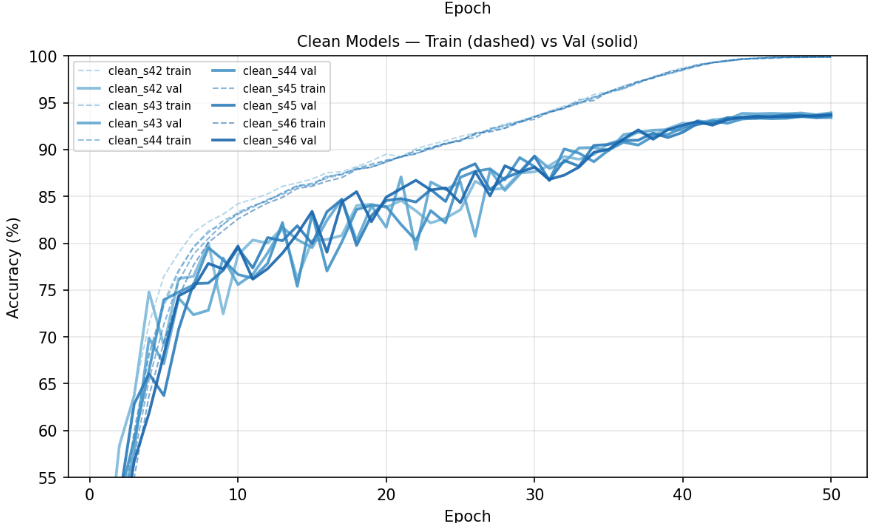 Epoch
Clean Models — Train (dashed) vs Val (solid)
clean_s42 train
clean_s42 val
clean_s43 train
clean_s43 val
clean_s44 train
clean_s44 val
clean_s45 train
clean_s45 val
clean_s46 train
clean_s46 val
Accuracy (%)
100
95
90
85
80
75
70
65
60
55
0 10 20 30 40 50
Epoch